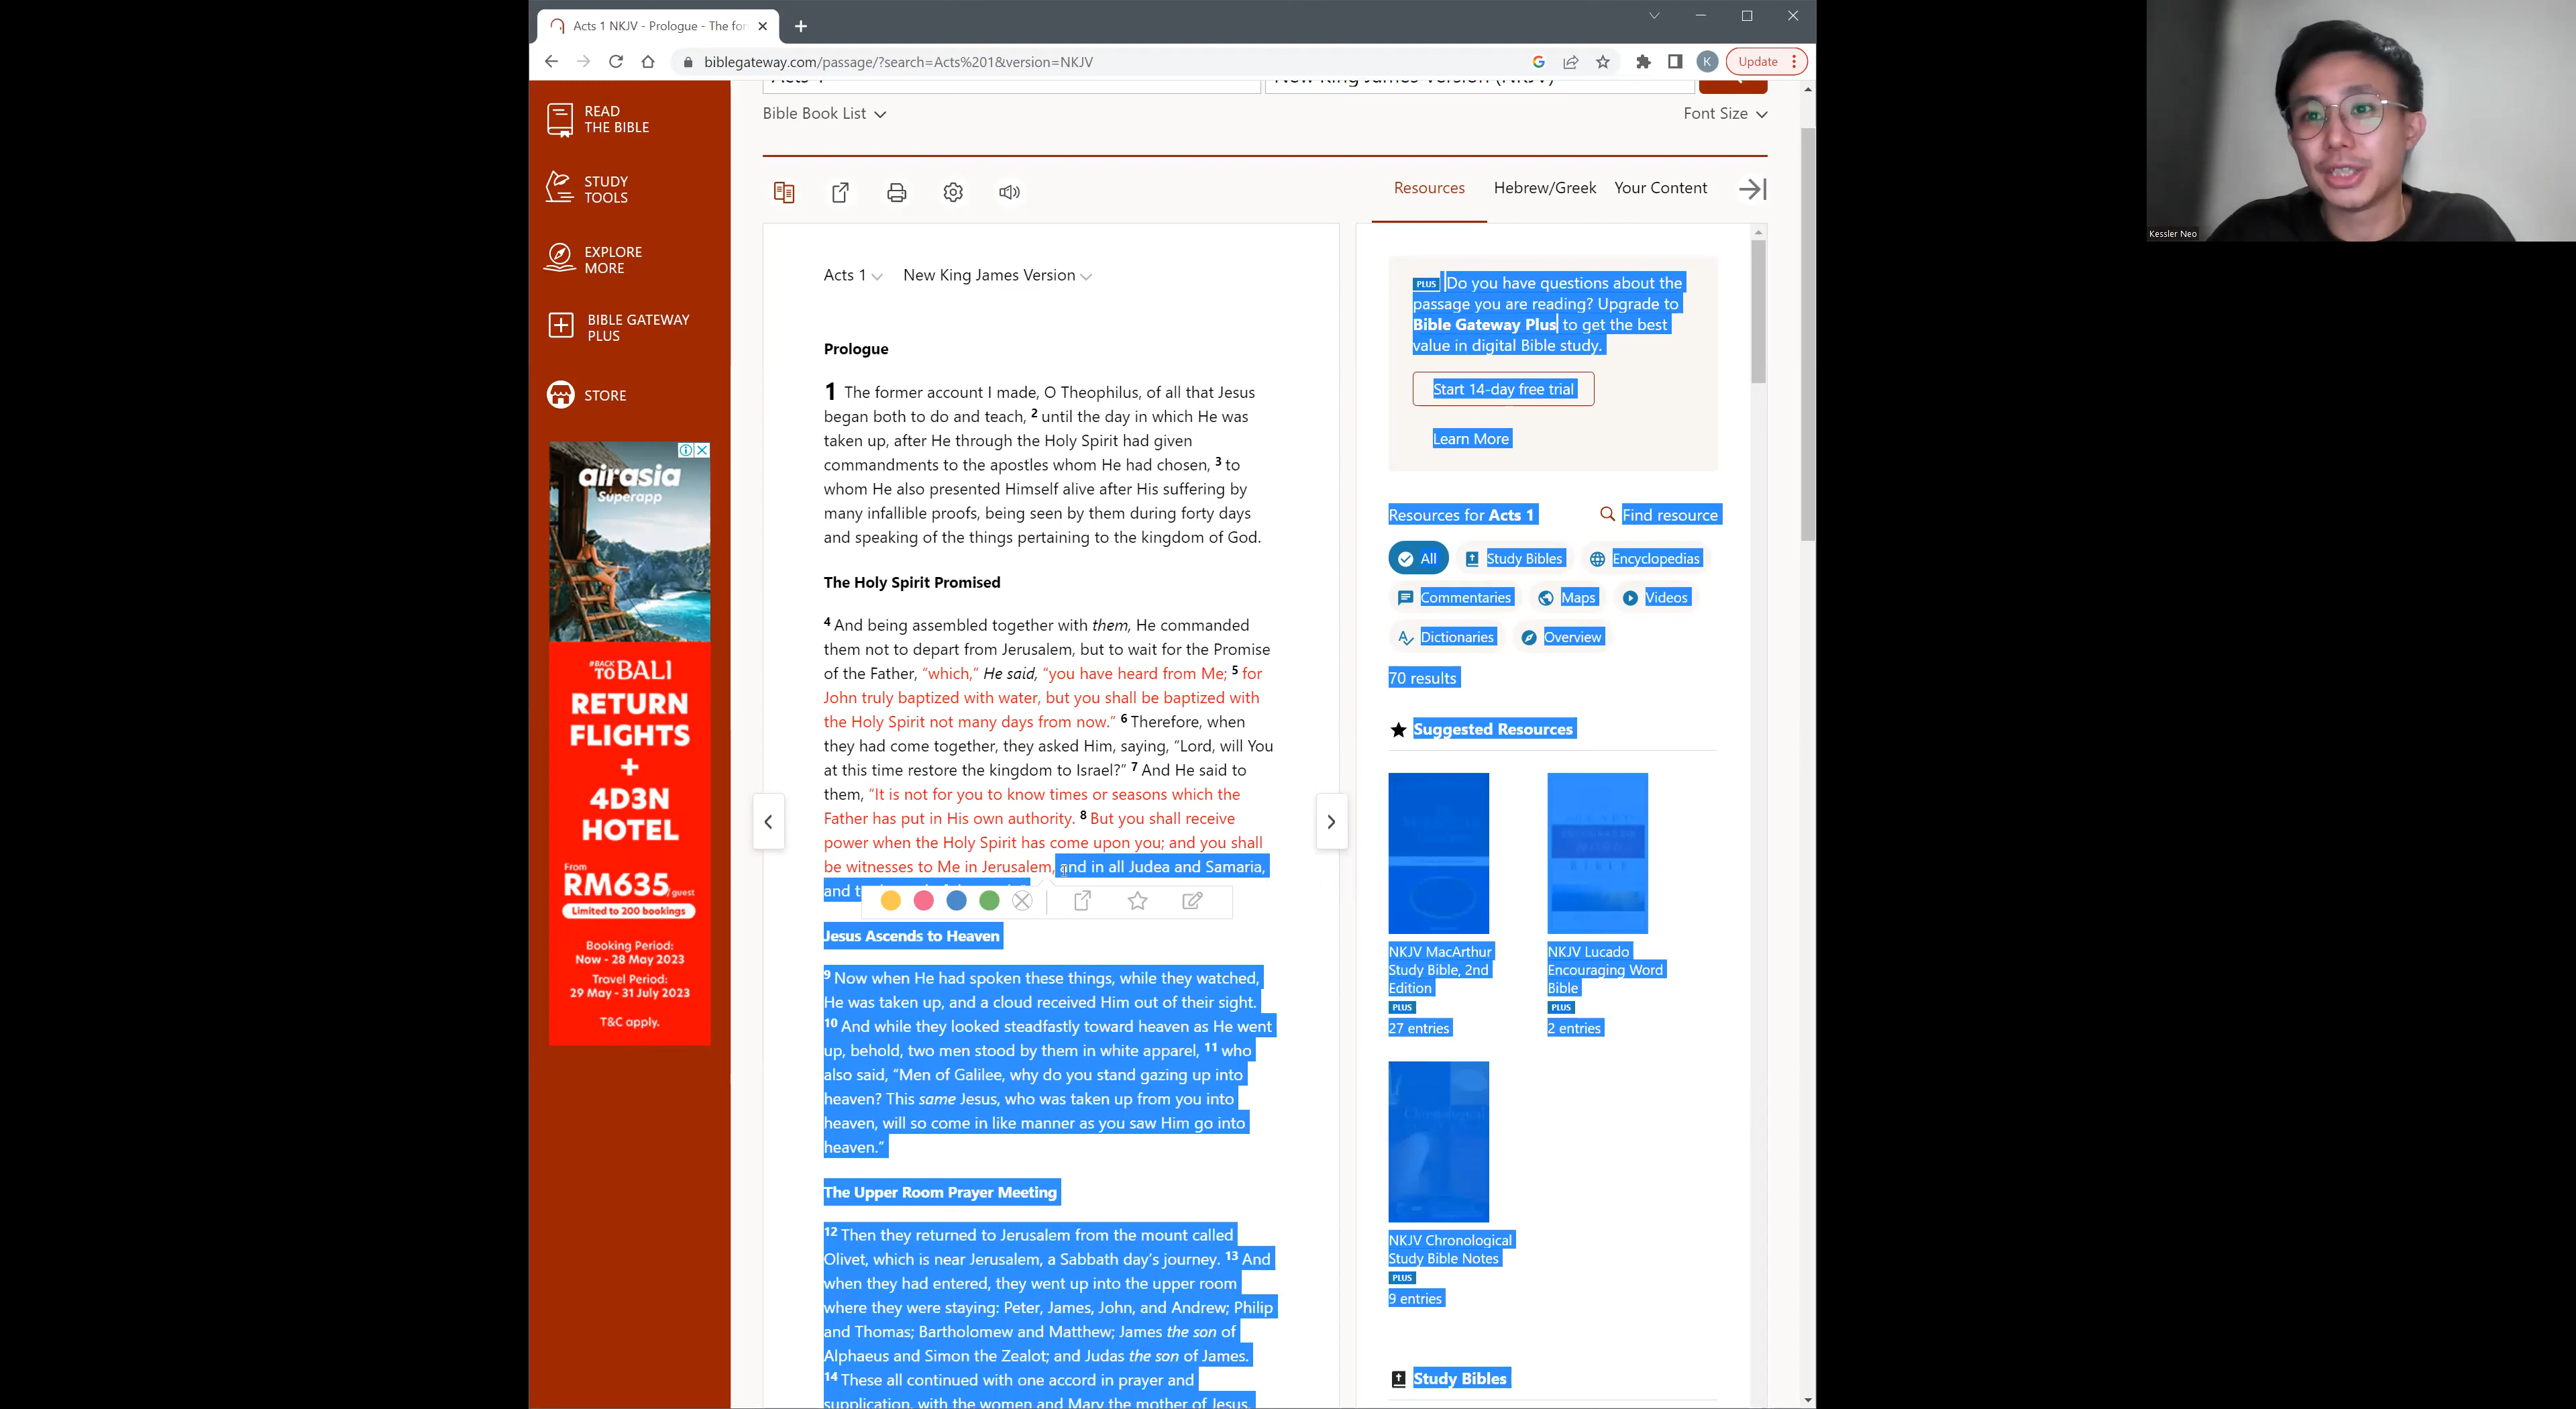 Acts 1 NKJV - Prologue - The for
biblegateway.com/passage/?search=Acts%201&version=NKJV
K
Update
READ
THE BIBLE
STUDY
TOOLS
EXPLORE
MORE
BIBLE GATEWAY
PLUS
STORE
airasia
Superapp
#BACK
TO BALI
RETURN
FLIGHTS
+
4D3N
HOTEL
From
RM635/guest
Limited to 200 bookings
Booking Period:
Now - 28 May 2023
Travel Period:
29 May - 31 July 2023
T&C apply.
Bible Book List
Font Size
Acts 1 New King James Version
Prologue
1 The former account I made, O Theophilus, of all that Jesus
began both to do and teach, 2 until the day in which He was
taken up, after He through the Holy Spirit had given
commandments to the apostles whom He had chosen, 3 to
whom He also presented Himself alive after His suffering by
many infallible proofs, being seen by them during forty days
and speaking of the things pertaining to the kingdom of God.
The Holy Spirit Promised
4 And being assembled together with them, He commanded
them not to depart from Jerusalem, but to wait for the Promise
of the Father, “which,” He said, “you have heard from Me; 5 for
John truly baptized with water, but you shall be baptized with
the Holy Spirit not many days from now.” 6 Therefore, when
they had come together, they asked Him, saying, “Lord, will You
at this time restore the kingdom to Israel?” 7 And He said to
them, “It is not for you to know times or seasons which the
Father has put in His own authority. 8 But you shall receive
power when the Holy Spirit has come upon you; and you shall
be witnesses to Me in Jerusalem, and in all Judea and Samaria,
and
Jesus Ascends to Heaven
9 Now when He had spoken these things, while they watched,
He was taken up, and a cloud received Him out of their sight.
10 And while they looked steadfastly toward heaven as He went
up, behold, two men stood by them in white apparel, 11 who
also said, “Men of Galilee, why do you stand gazing up into
heaven? This same Jesus, who was taken up from you into
heaven, will so come in like manner as you saw Him go into
heaven.”
The Upper Room Prayer Meeting
12 Then they returned to Jerusalem from the mount called
Olivet, which is near Jerusalem, a Sabbath day’s journey. 13 And
when they had entered, they went up into the upper room
where they were staying: Peter, James, John, and Andrew; Philip
and Thomas; Bartholomew and Matthew; James the son of
Alphaeus and Simon the Zealot; and Judas the son of James.
14 These all continued with one accord in prayer and
supplication, with the women and Mary the mother of Jesus,
Resources Hebrew/Greek Your Content
PLUS Do you have questions about the
passage you are reading? Upgrade to
Bible Gateway Plus to get the best
value in digital Bible study.
Start 14-day free trial
Learn More
Resources for Acts 1 Find resource
All Study Bibles Encyclopedias
Commentaries Maps Videos
Dictionaries Overview
70 results
Suggested Resources
NKJV MacArthur
Study Bible, 2nd
Edition
PLUS
27 entries
NKJV Lucado
Encouraging Word
Bible
PLUS
2 entries
NKJV Chronological
Study Bible Notes
PLUS
9 entries
Study Bibles
Kessler Neo